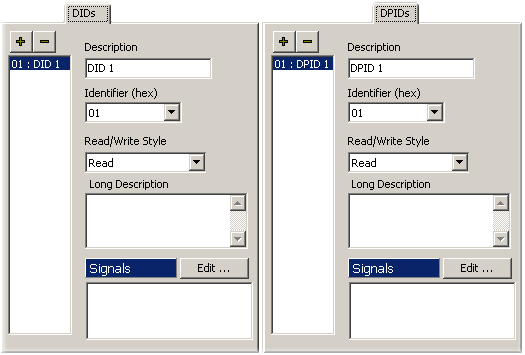 DIDs
+ −
01 : DID 1
Description
DID 1
Identifier (hex)
01
Read/Write Style
Read
Long Description
Signals
Edit ...
DPIDs
+ −
01 : DPID 1
Description
DPID 1
Identifier (hex)
01
Read/Write Style
Read
Long Description
Signals
Edit ...